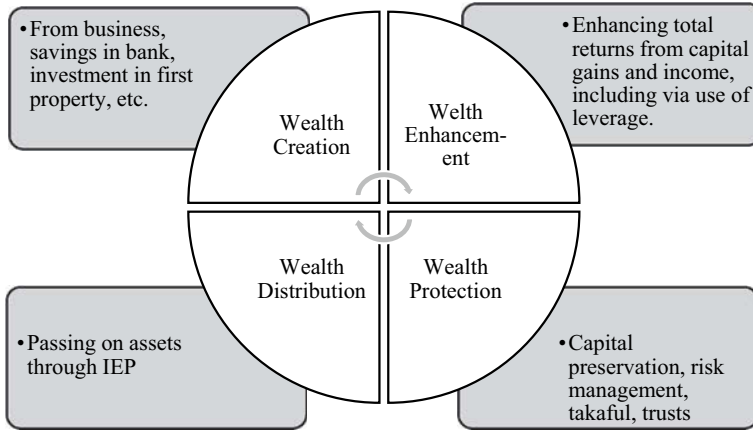 •From business,
savings in bank,
investment in first
property, etc.
•Enhancing total
returns from capital
gains and income,
including via use of
leverage.
Wealth
Creation
Welth
Enhancem-
ent
Wealth
Distribution
Wealth
Protection
•Passing on assets
through IEP
•Capital
preservation, risk
management,
takaful, trusts